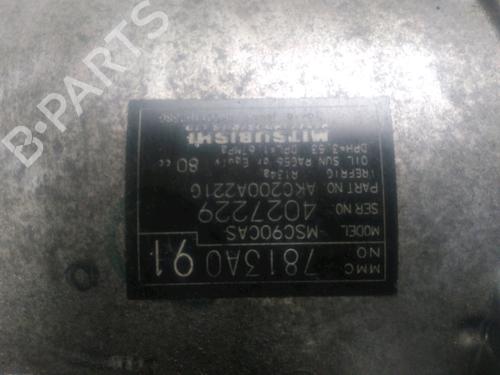 B-PARTS
MMC NO 7813A0 91
MODEL MSC90CAS
SER NO 4027229
PART NO AKC200A221G
REFRIG R134a
OIL SUN PAG56 or Equiv 80 cc
MITSUBISHI